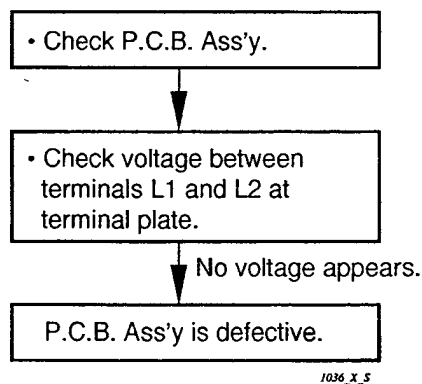 • Check P.C.B. Ass'y.
• Check voltage between
terminals L1 and L2 at
terminal plate.
No voltage appears.
P.C.B. Ass'y is defective.
1036_X_S